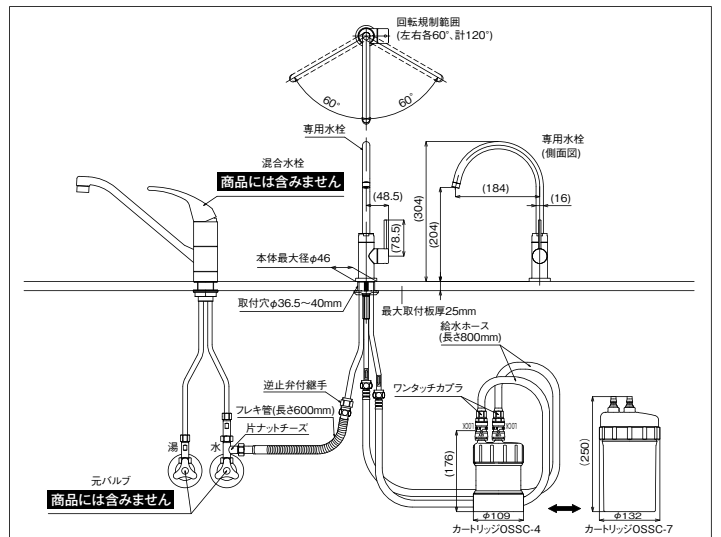 回転規制範囲
(左右各60°、計120°)
60°
60°
専用水栓
専用水栓
(側面図)
混合水栓
商品には含みません
(48.5)
(78.5)
(304)
(204)
(184)
(16)
本体最大径φ46
取付穴φ36.5〜40mm
最大取付板厚25mm
給水ホース
(長さ800mm)
逆止弁付継手
ワンタッチカプラ
フレキ管(長さ600mm)
片ナットチーズ
湯
水
元バルブ
商品には含みません
(176)
(250)
φ109
φ132
カートリッジOSSC-4
カートリッジOSSC-7